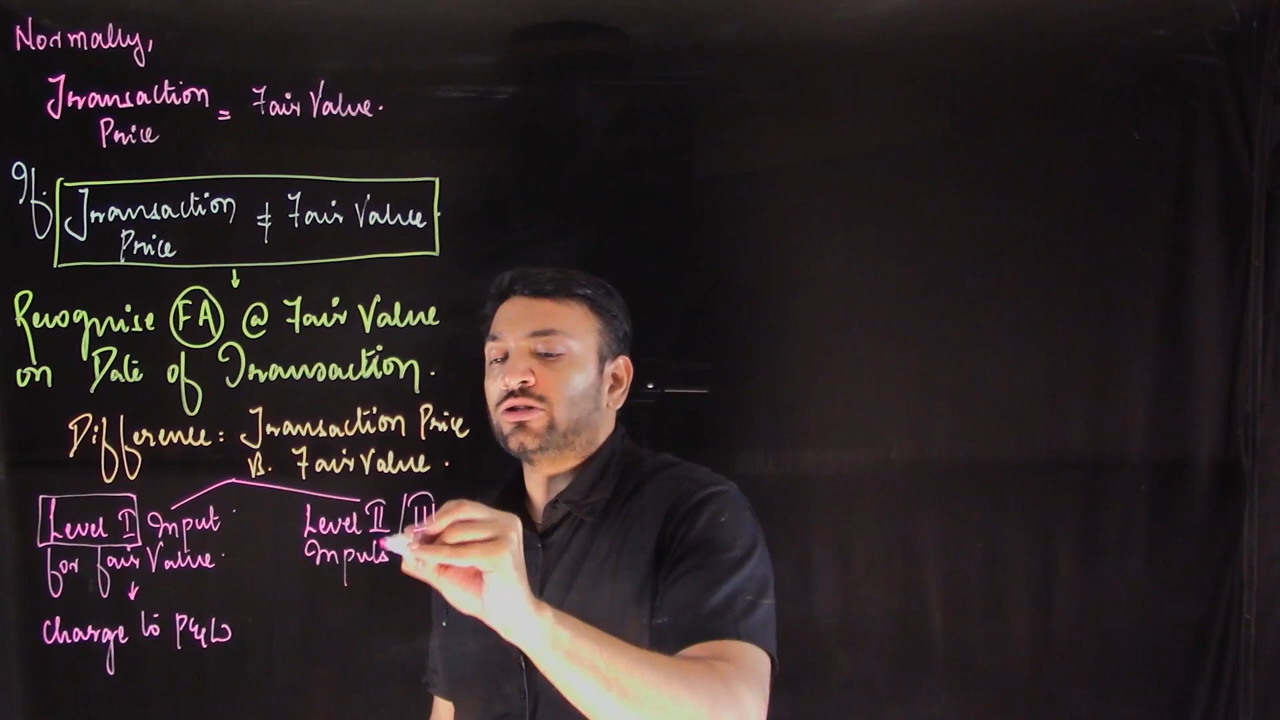 Normally,
Transaction Price = Fair Value.
If Transaction Price ≠ Fair Value.
↓
Recognise FA @ Fair Value
on Date of Transaction.
Difference: Transaction Price
Vs. Fair Value.
Level I Input
for fair Value.
↓
Charge to P&L
Level II / III
Inputs